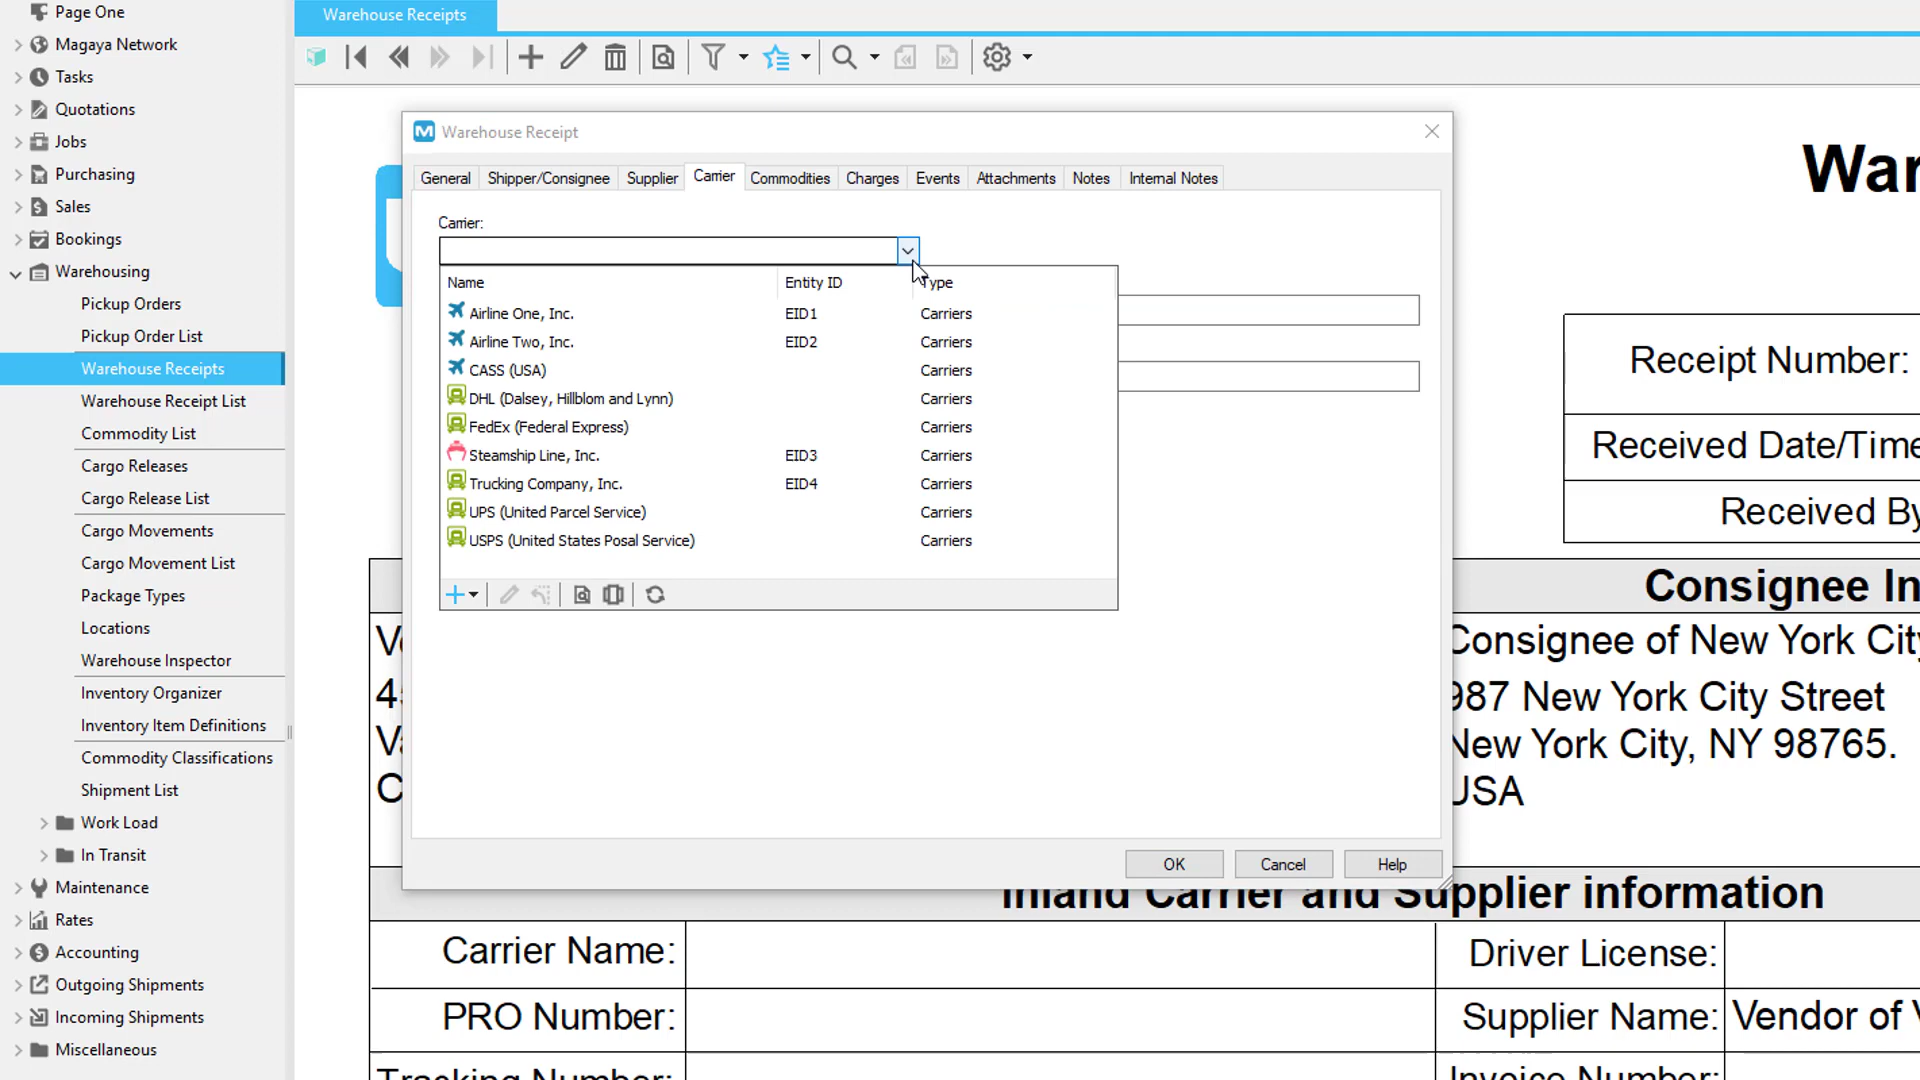 Page One
Magaya Network
Tasks
Quotations
Jobs
Purchasing
Sales
Bookings
Warehousing
Pickup Orders
Pickup Order List
Warehouse Receipts
Warehouse Receipt List
Commodity List
Cargo Releases
Cargo Release List
Cargo Movements
Cargo Movement List
Package Types
Locations
Warehouse Inspector
Inventory Organizer
Inventory Item Definitions
Commodity Classifications
Shipment List
Work Load
In Transit
Maintenance
Rates
Accounting
Outgoing Shipments
Incoming Shipments
Miscellaneous
Warehouse Receipts
Warehouse Receipt
General Shipper/Consignee Supplier Carrier Commodities Charges Events Attachments Notes Internal Notes
Carrier:
Name Entity ID Type
Airline One, Inc. EID1 Carriers
Airline Two, Inc. EID2 Carriers
CASS (USA) Carriers
DHL (Dalsey, Hillblom and Lynn) Carriers
FedEx (Federal Express) Carriers
Steamship Line, Inc. EID3 Carriers
Trucking Company, Inc. EID4 Carriers
UPS (United Parcel Service) Carriers
USPS (United States Posal Service) Carriers
OK Cancel Help
War
Receipt Number:
Received Date/Time
Received By
Consignee In
Consignee of New York City
987 New York City Street
New York City, NY 98765.
USA
Inland Carrier and Supplier information
Carrier Name: Driver License:
PRO Number: Supplier Name: Vendor of V
Tracking Number: Invoice Number: